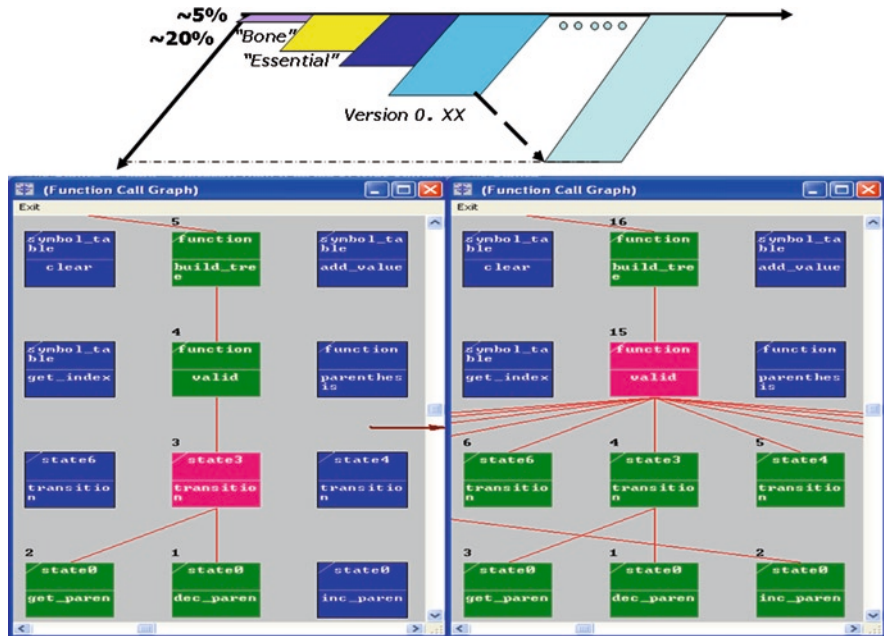 ~5%
~20%
"Bone"
"Essential"
Version 0. XX
(Function Call Graph)
Exit
5
symbol_ta
ble
clear
function
build_tre
e
symbol_ta
ble
add_value
4
symbol_ta
ble
get_index
function
valid
function
parenthes
is
3
state6
transitio
n
state3
transitio
n
state4
transitio
n
2
1
state0
get_paren
state0
dec_paren
state0
inc_paren
(Function Call Graph)
Exit
16
symbol_ta
ble
clear
function
build_tre
e
symbol_ta
ble
add_value
15
symbol_ta
ble
get_index
function
valid
function
parenthes
is
6
4
5
state6
transitio
n
state3
transitio
n
state4
transitio
n
3
1
2
state0
get_paren
state0
dec_paren
state0
inc_paren